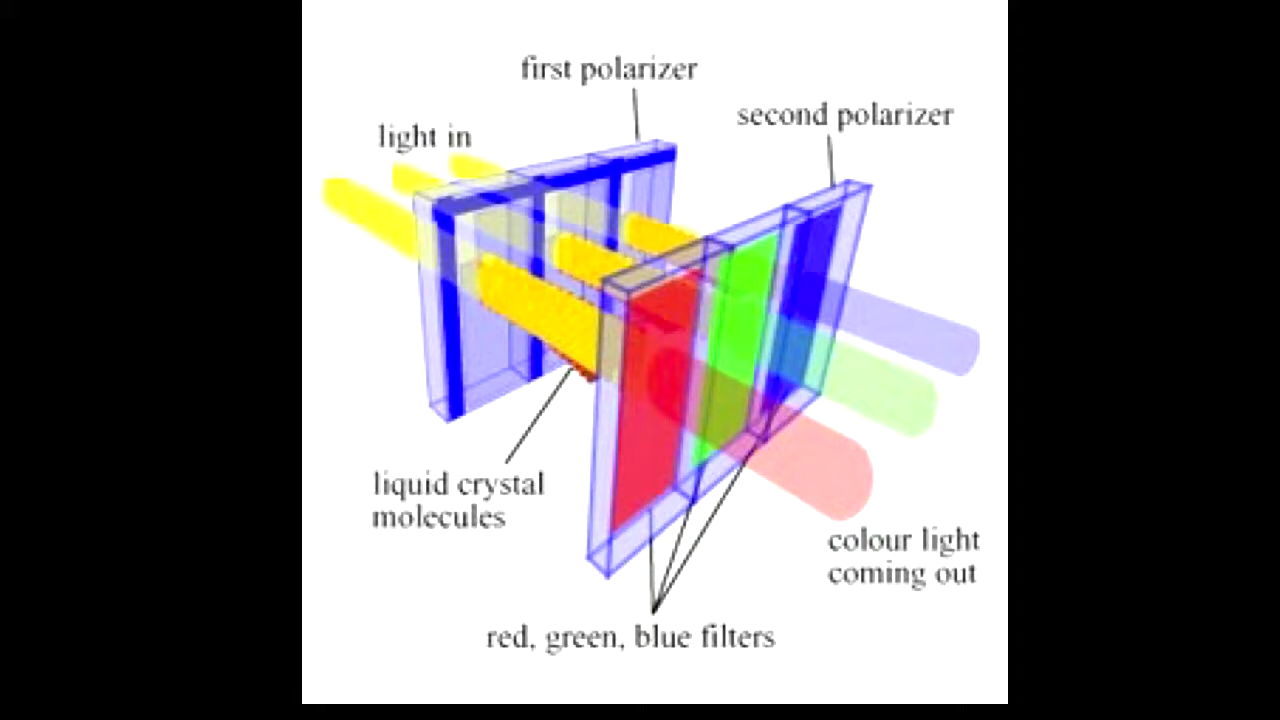 first polarizer
second polarizer
light in
liquid crystal
molecules
colour light
coming out
red, green, blue filters